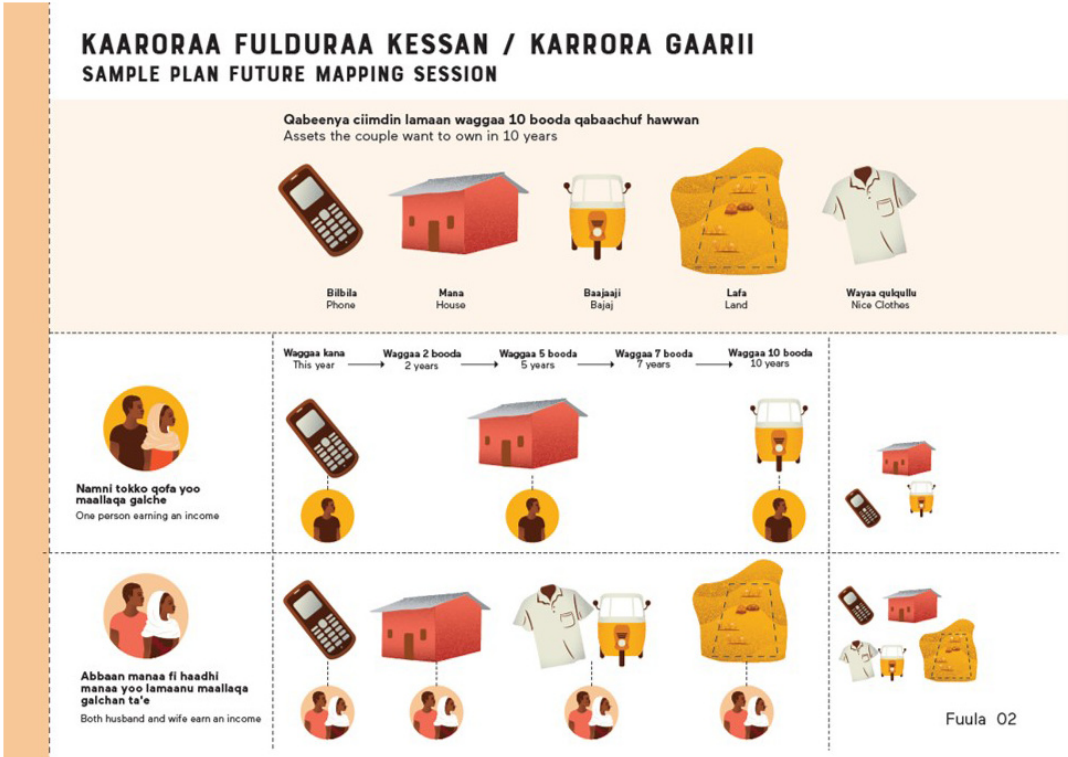 KAARORAA FULDURAA KESSAN / KARRORA GAARII
SAMPLE PLAN FUTURE MAPPING SESSION
Qabeenya ciimdin lamaan waggaa 10 booda qabaachuf hawwan
Assets the couple want to own in 10 years
Bilbila
Phone
Mana
House
Baajaaji
Bajaj
Lafa
Land
Wayaa qulqullu
Nice Clothes
Waggaa kana
This year
Waggaa 2 booda
2 years
Waggaa 5 booda
5 years
Waggaa 7 booda
7 years
Waggaa 10 booda
10 years
Namni tokko qofa yoo
maallaqa galche
One person earning an income
Abbaan manaa fi haadhi
manaa yoo lamaanu maallaqa
galchan ta'e
Both husband and wife earn an income
Fuula 02